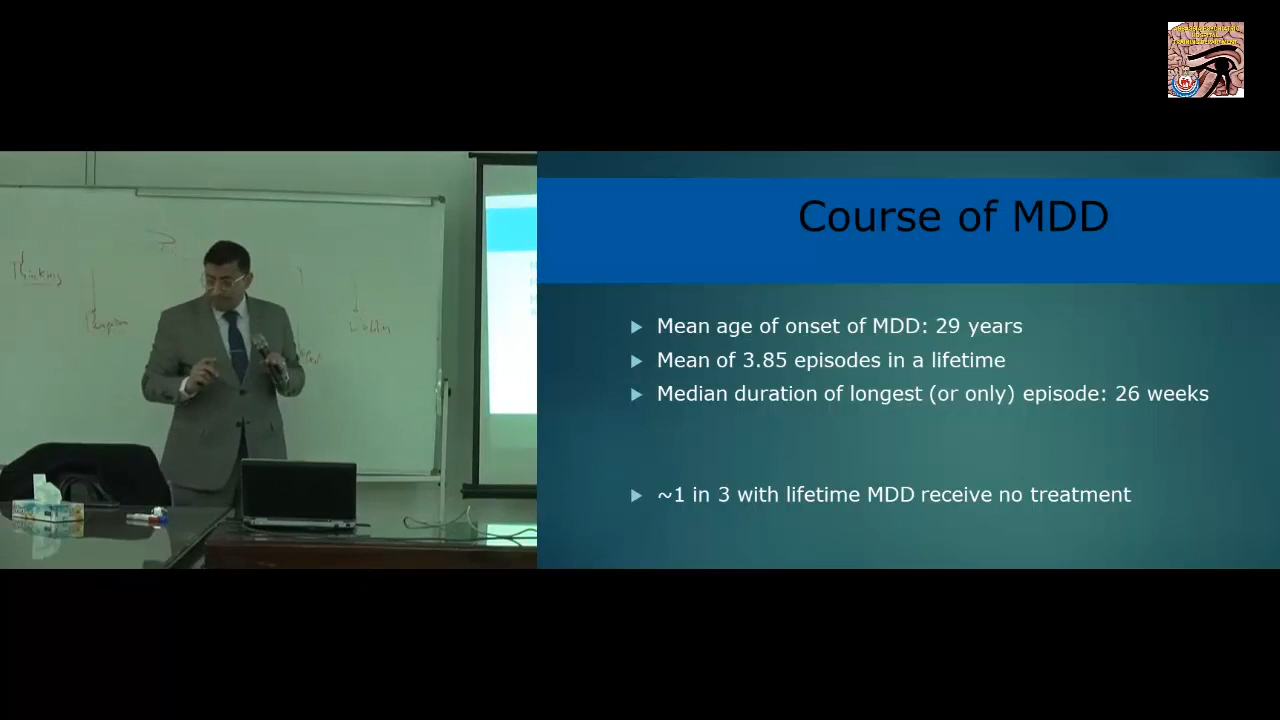 Thinking
Course of MDD
Mean age of onset of MDD: 29 years
Mean of 3.85 episodes in a lifetime
Median duration of longest (or only) episode: 26 weeks
~1 in 3 with lifetime MDD receive no treatment